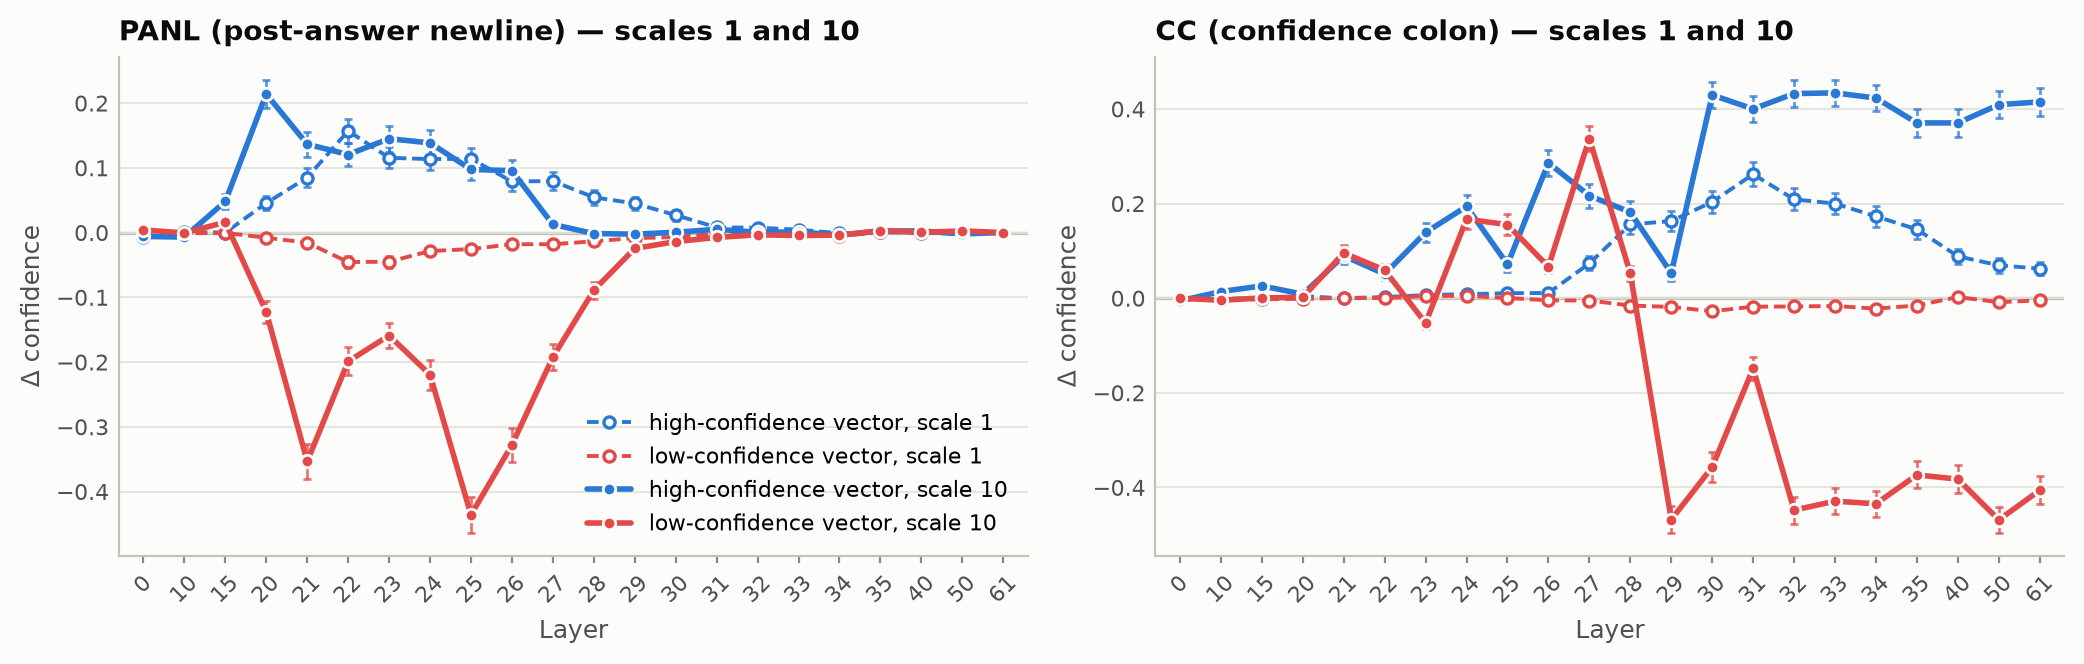 PANL (post-answer newline) — scales 1 and 10
Δ confidence
0.2
0.1
0.0
−0.1
−0.2
−0.3
−0.4
high-confidence vector, scale 1
low-confidence vector, scale 1
high-confidence vector, scale 10
low-confidence vector, scale 10
0 10 15 20 21 22 23 24 25 26 27 28 29 30 31 32 33 34 35 40 50 61
Layer
CC (confidence colon) — scales 1 and 10
Δ confidence
0.4
0.2
0.0
−0.2
−0.4
0 10 15 20 21 22 23 24 25 26 27 28 29 30 31 32 33 34 35 40 50 61
Layer